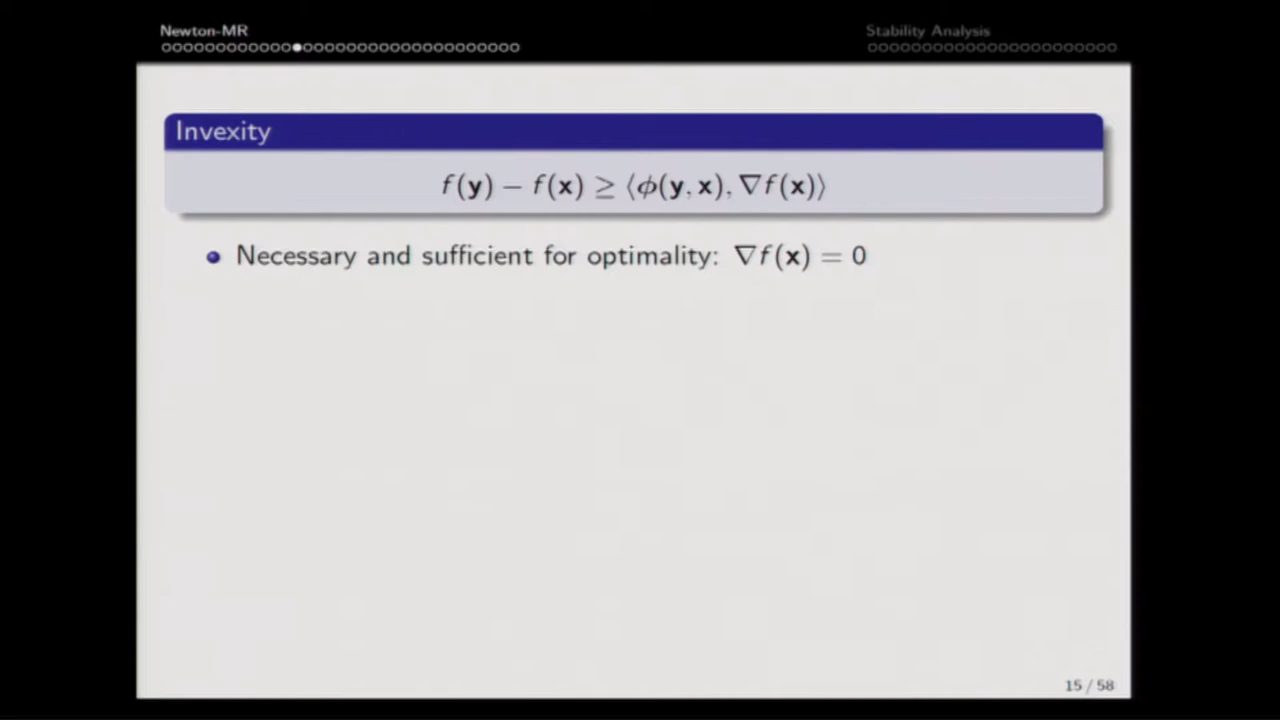 Newton-MR
Stability Analysis
Invexity
f(y) − f(x) ≥ ⟨ϕ(y, x), ∇f(x)⟩
Necessary and sufficient for optimality: ∇f(x) = 0
15 / 58